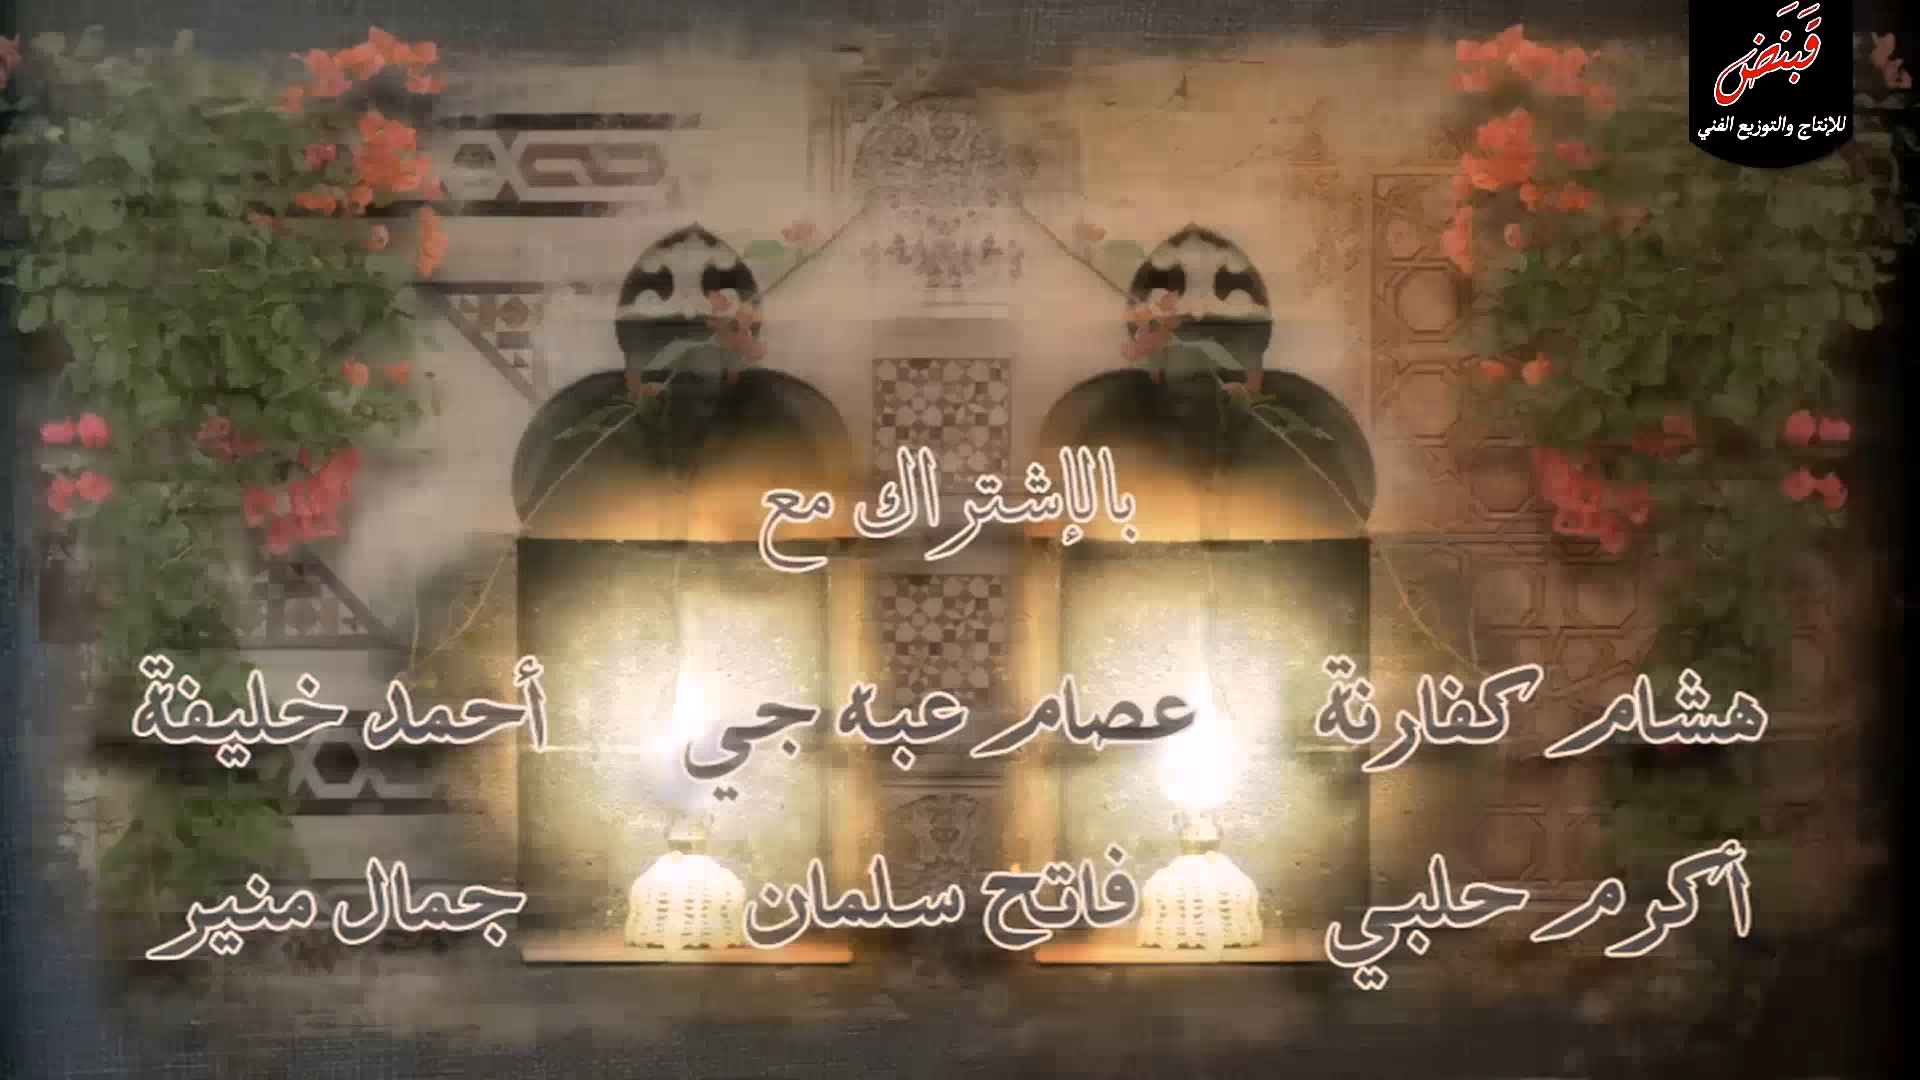 قبنض
للإنتاج والتوزيع الفني
بالإشتراك مع
هشام كفارنة عصام عبه جي أحمد خليفة
أكرم حلبي فاتح سلمان جمال منير